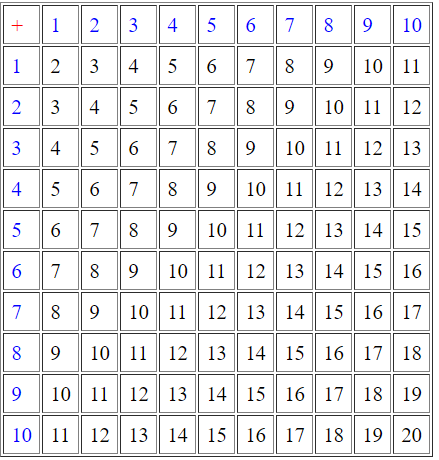 + 1 2 3 4 5 6 7 8 9 10
1 2 3 4 5 6 7 8 9 10 11
2 3 4 5 6 7 8 9 10 11 12
3 4 5 6 7 8 9 10 11 12 13
4 5 6 7 8 9 10 11 12 13 14
5 6 7 8 9 10 11 12 13 14 15
6 7 8 9 10 11 12 13 14 15 16
7 8 9 10 11 12 13 14 15 16 17
8 9 10 11 12 13 14 15 16 17 18
9 10 11 12 13 14 15 16 17 18 19
10 11 12 13 14 15 16 17 18 19 20